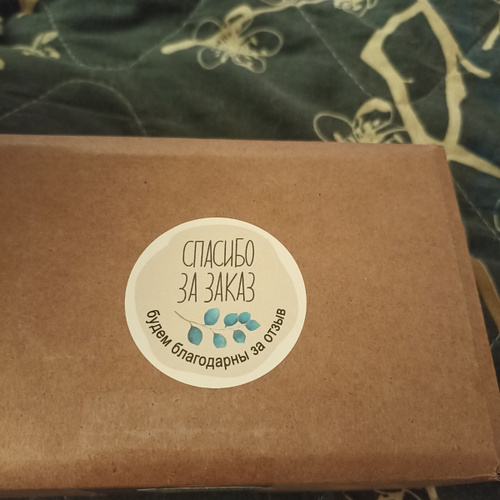 СПАСИБО
ЗА ЗАКАЗ
будем благодарны за отзыв